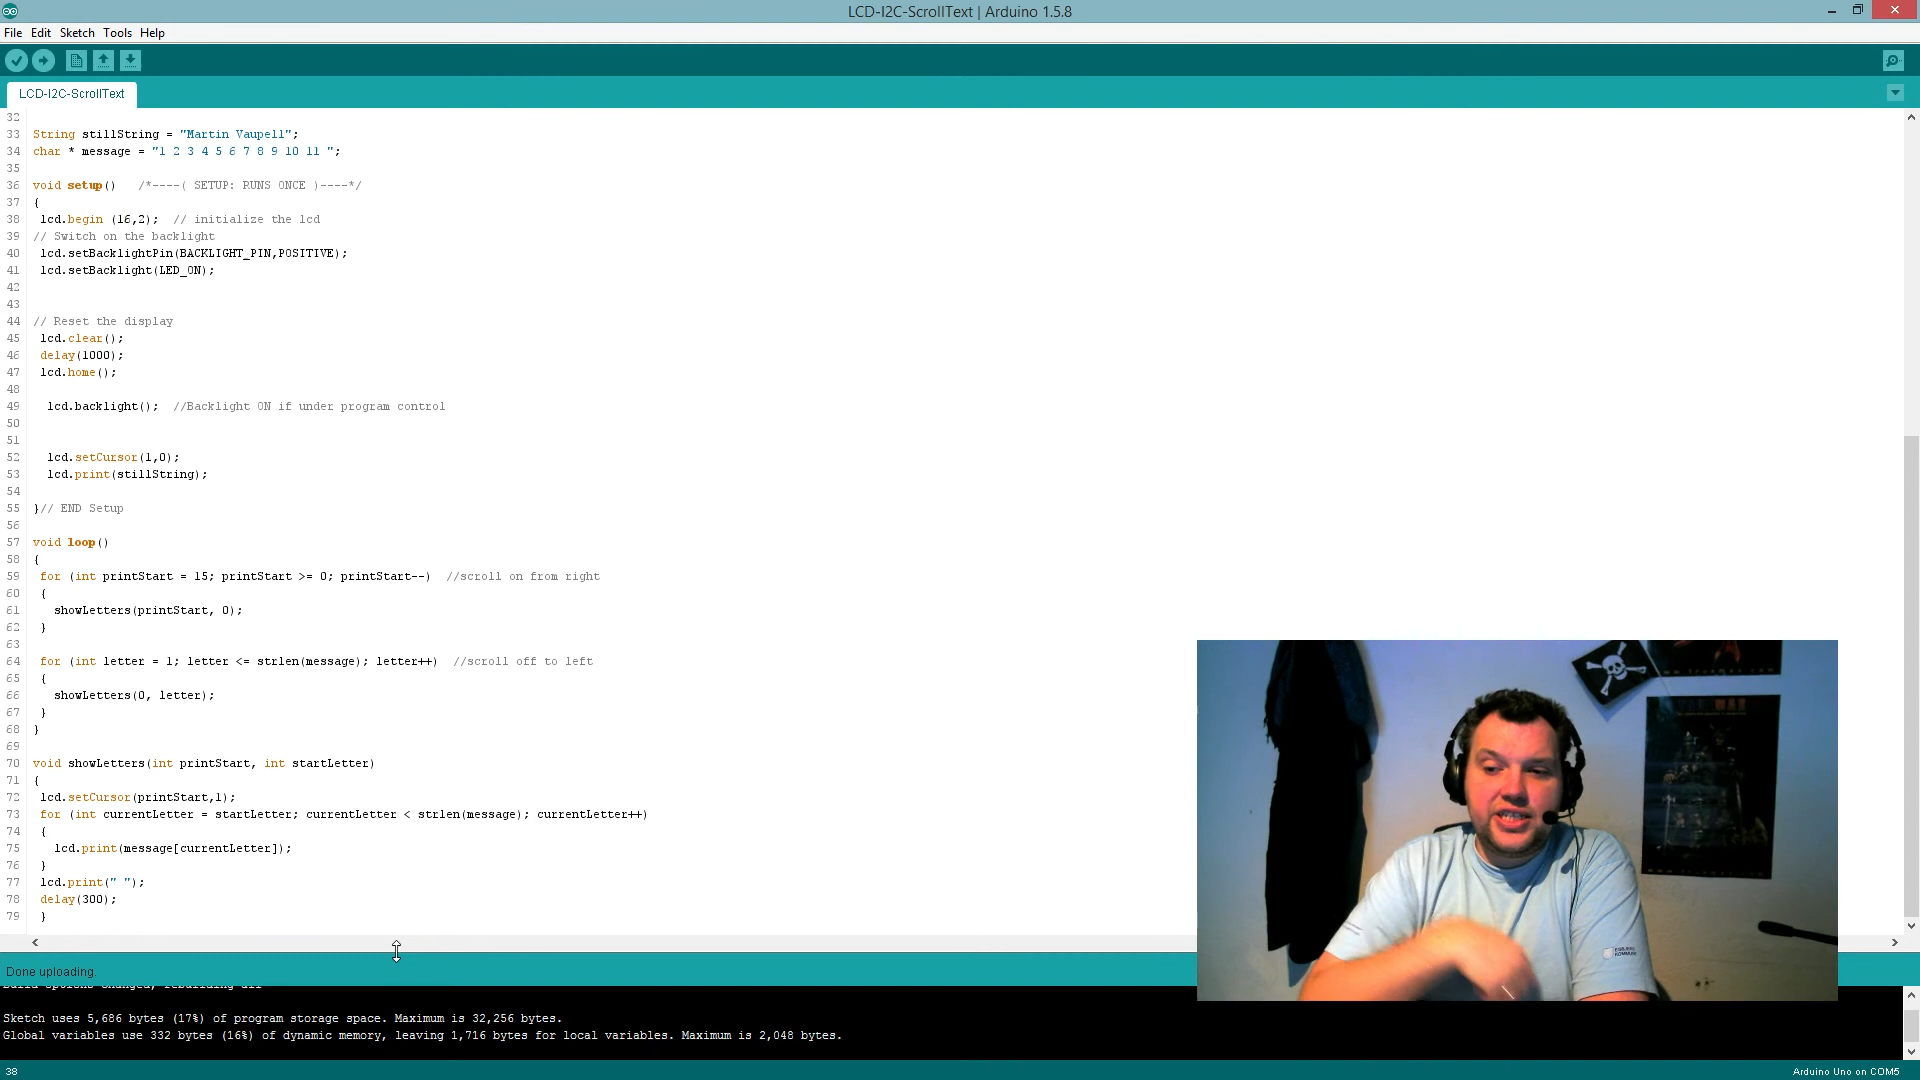 LCD-I2C-ScrollText | Arduino 1.5.8
File Edit Sketch Tools Help
LCD-I2C-ScrollText
32
33 String stillString = "Martin Vaupell";
34 char * message = "1 2 3 4 5 6 7 8 9 10 11 ";
35
36 void setup()   /*----( SETUP: RUNS ONCE )----*/
37 {
38  lcd.begin (16,2);  // initialize the lcd
39 // Switch on the backlight
40  lcd.setBacklightPin(BACKLIGHT_PIN,POSITIVE);
41  lcd.setBacklight(LED_ON);
42
43
44 // Reset the display
45  lcd.clear();
46  delay(1000);
47  lcd.home();
48
49   lcd.backlight();  //Backlight ON if under program control
50
51
52   lcd.setCursor(1,0);
53   lcd.print(stillString);
54
55 }// END Setup
56
57 void loop()
58 {
59  for (int printStart = 15; printStart >= 0; printStart--)  //scroll on from right
60  {
61    showLetters(printStart, 0);
62  }
63
64  for (int letter = 1; letter <= strlen(message); letter++)  //scroll off to left
65  {
66    showLetters(0, letter);
67  }
68 }
69
70 void showLetters(int printStart, int startLetter)
71 {
72  lcd.setCursor(printStart,1);
73  for (int currentLetter = startLetter; currentLetter < strlen(message); currentLetter++)
74  {
75    lcd.print(message[currentLetter]);
76  }
77  lcd.print(" ");
78  delay(300);
79  }
Done uploading.
Build options changed, rebuilding all
Sketch uses 5,686 bytes (17%) of program storage space. Maximum is 32,256 bytes.
Global variables use 332 bytes (16%) of dynamic memory, leaving 1,716 bytes for local variables. Maximum is 2,048 bytes.
38
Arduino Uno on COM5